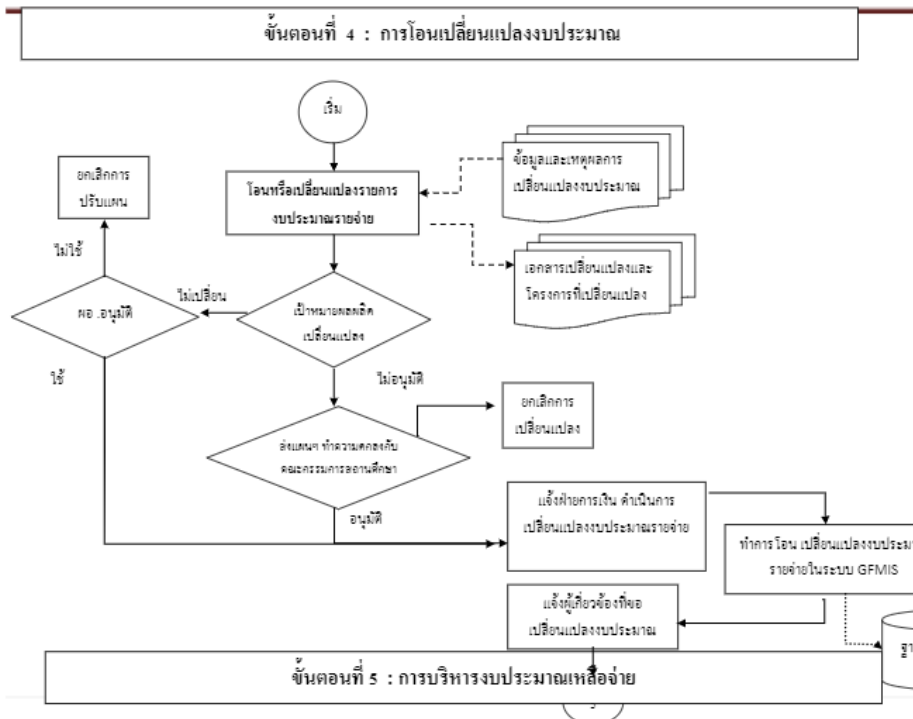 ขั้นตอนที่ 4 : การโอนเปลี่ยนแปลงงบประมาณ
เริ่ม
ข้อมูลและเหตุผลการ
เปลี่ยนแปลงงบประมาณ
ยกเลิกการ
ปรับแผน
โอนหรือเปลี่ยนแปลงรายการ
งบประมาณรายจ่าย
เอกสารเปลี่ยนแปลงและ
โครงการที่เปลี่ยนแปลง
ไม่ใช้
ไม่เปลี่ยน
ผอ .อนุมัติ
เป้าหมายผลผลิต
เปลี่ยนแปลง
ใช้
ไม่อนุมัติ
ยกเลิกการ
เปลี่ยนแปลง
ส่งแผนฯ ทำความตกลงกับ
คณะกรรมการสถานศึกษา
อนุมัติ
แจ้งฝ่ายการเงิน ดำเนินการ
เปลี่ยนแปลงงบประมาณรายจ่าย
ทำการโอน เปลี่ยนแปลงงบประมา
รายจ่ายในระบบ GFMIS
แจ้งผู้เกี่ยวข้องที่ขอ
เปลี่ยนแปลงงบประมาณ
ฐา
ขั้นตอนที่ 5 : การบริหารงบประมาณเหลือจ่าย